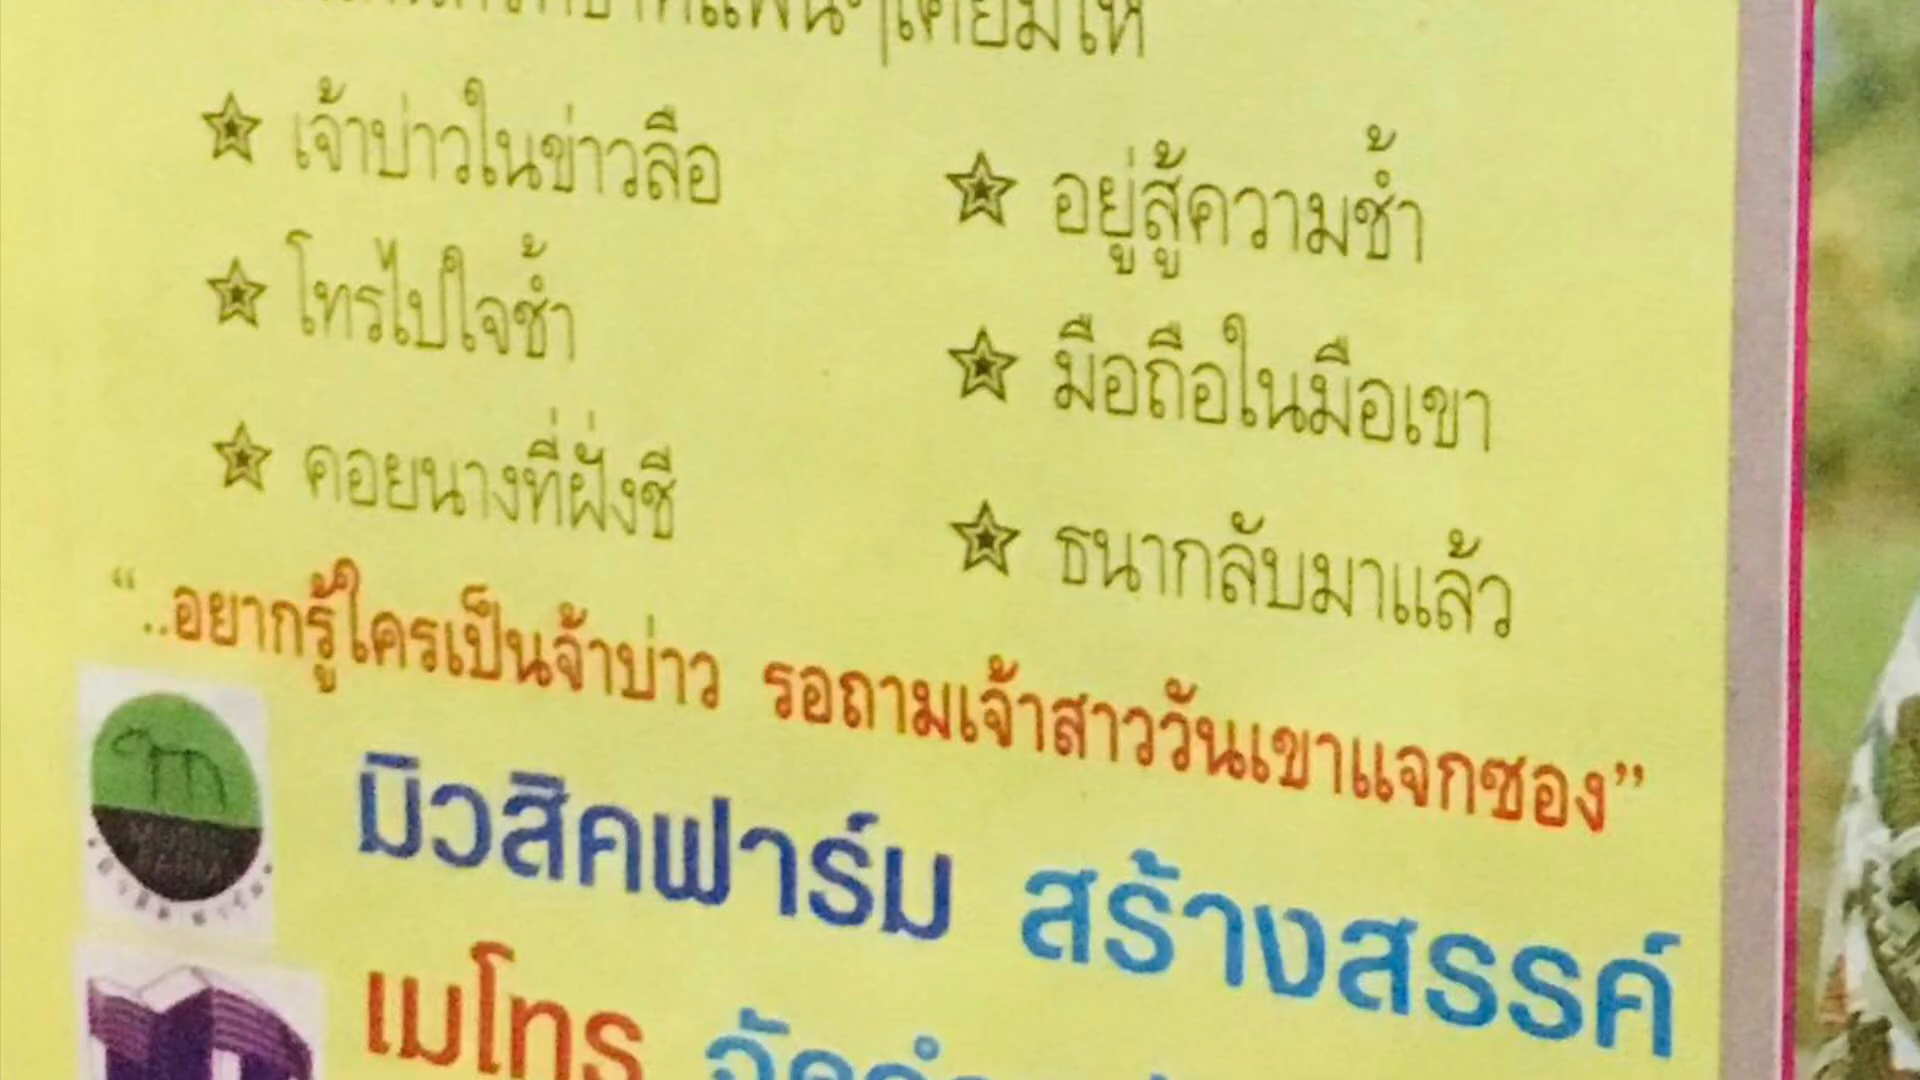 ★ เจ้าบ่าวในข่าวลือ
★ โทรไปใจช้ำ
★ คอยนางที่ฝั่งชี
★ อยู่สู้ความช้ำ
★ มือถือในมือเขา
★ ธนากลับมาแล้ว
“..อยากรู้ใครเป็นจ้าบ่าว รอถามเจ้าสาววันเขาแจกซอง”
มิวสิคฟาร์ม สร้างสรรค์
เมโทร